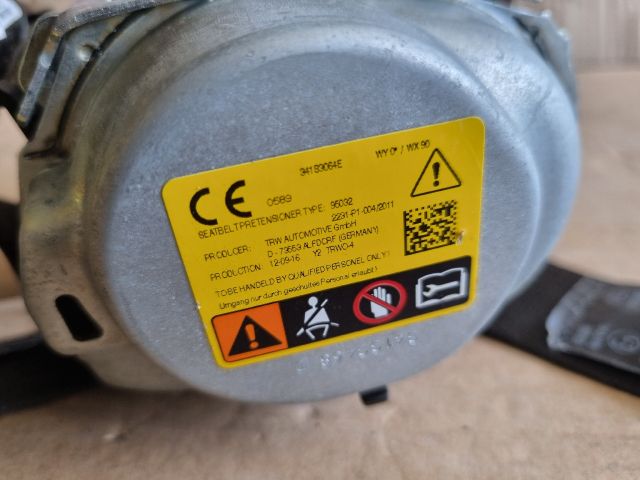 34193064E
WY 0° / WX 90
CE 0589
SEATBELTPRETENSIONER TYPE: 95032
2231-P1-004/2011
PRODUCER: TRW AUTOMOTIVE GmbH
D - 73553 ALFDORF (GERMANY)
PRODUCTION: 12-09-16 Y2 TRWO-4
TO BE HANDLED BY QUALIFIED PERSONEL ONLY !
Umgang nur durch geschultes Personal erlaubt )